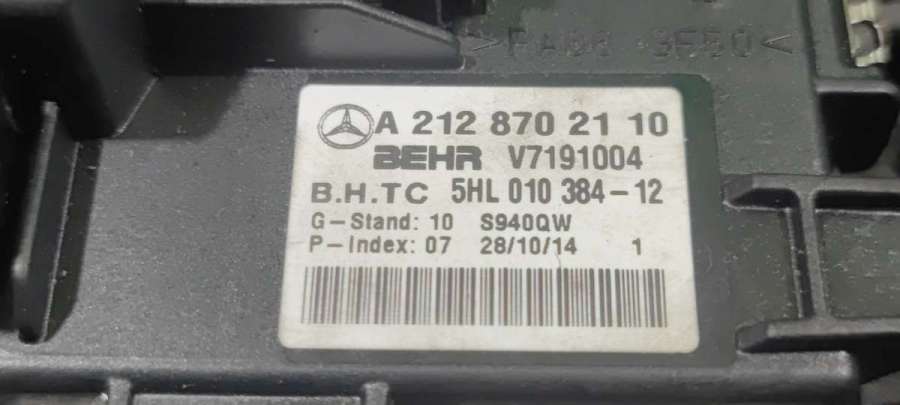 A 212 870 21 10
BEHR V7191004
B.H.TC 5HL 010 384-12
G-Stand: 10 S940QW
P-Index: 07 28/10/14 1